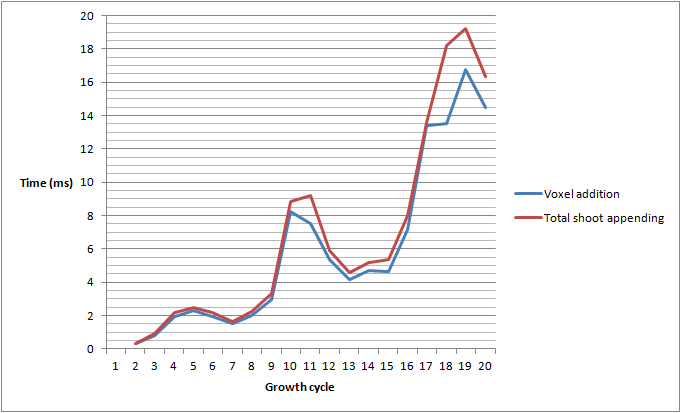 20
18
16
14
12
10
8
6
4
2
0
Time (ms)
1 2 3 4 5 6 7 8 9 10 11 12 13 14 15 16 17 18 19 20
Growth cycle
Voxel addition
Total shoot appending